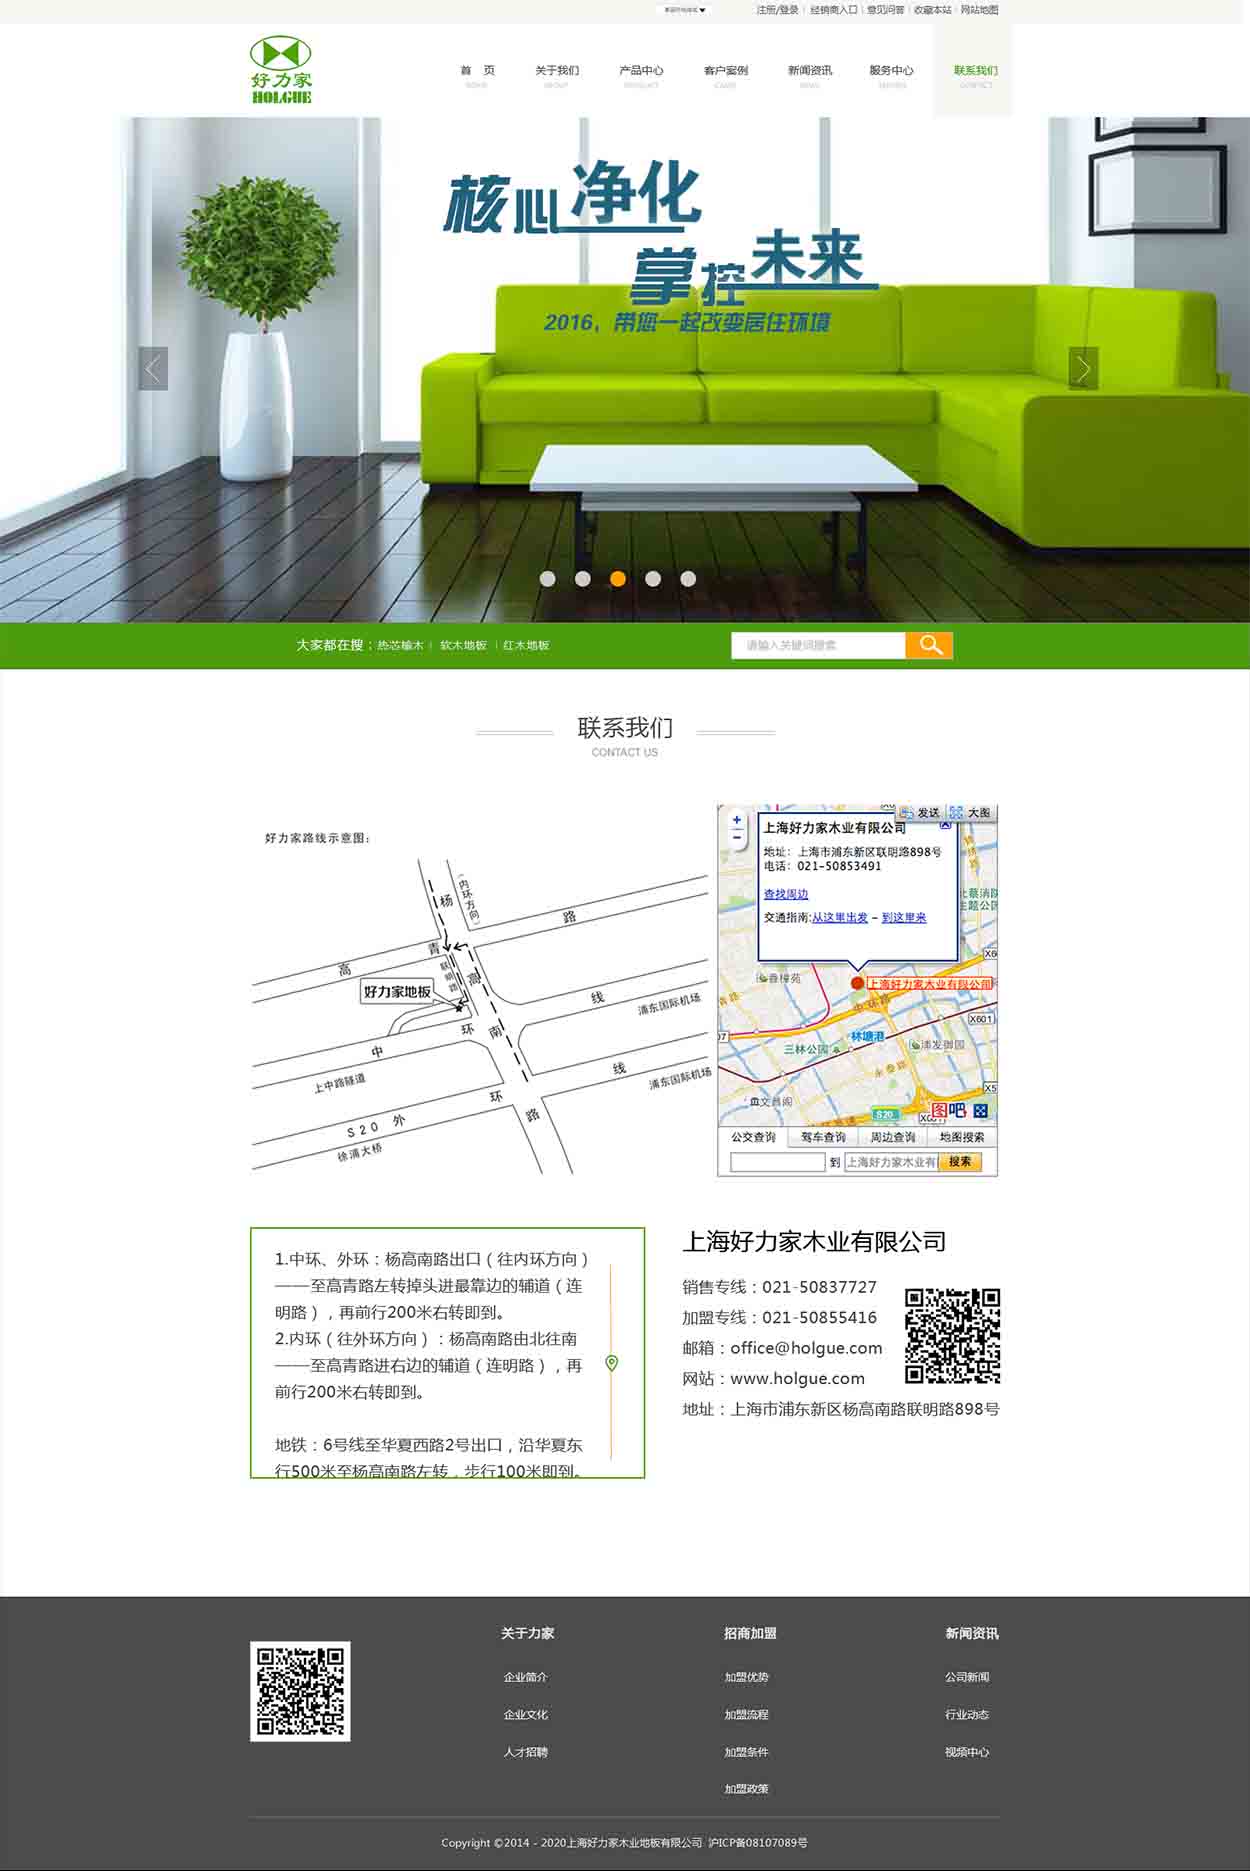 注册/登录 | 经销商入口 | 意见问答 | 收藏本站 | 网站地图
好力家
HOLGUE
首 页 关于我们 产品中心 客户案例 新闻资讯 服务中心 联系我们
HOME ABOUT PRODUCT CASES NEWS SERVICE CONTACT
核心净化
掌控未来
2016，带您一起改变居住环境
大家都在搜：热芯榆木 | 软木地板 | 红木地板
请输入关键词搜索
联系我们
CONTACT US
好力家路线示意图：
杨
（内环方向）
路
青
高
联明路
高
好力家地板
线
浦东国际机场
环
南
中
上中路隧道
线
浦东国际机场
环
路
S20 外
徐浦大桥
发送 大图
上海好力家木业有限公司
地址：上海市浦东新区联明路898号
电话：021-50853491
查找周边
交通指南:从这里出发 – 到这里来
香樟苑
上海好力家木业有限公司
中环路
X601
林塘港
三林公园
浦发御园
永泰路
文喜阁
S20
图吧
公交查询 驾车查询 周边查询 地图搜索
到 上海好力家木业有 搜索
1.中环、外环：杨高南路出口（往内环方向）
——至高青路左转掉头进最靠边的辅道（连
明路），再前行200米右转即到。
2.内环（往外环方向）：杨高南路由北往南
——至高青路进右边的辅道（连明路），再
前行200米右转即到。
地铁：6号线至华夏西路2号出口，沿华夏东
行500米至杨高南路左转，步行100米即到。
上海好力家木业有限公司
销售专线：021-50837727
加盟专线：021-50855416
邮箱：office@holgue.com
网站：www.holgue.com
地址：上海市浦东新区杨高南路联明路898号
关于力家 招商加盟 新闻资讯
企业简介 加盟优势 公司新闻
企业文化 加盟流程 行业动态
人才招聘 加盟条件 视频中心
加盟政策
Copyright ©2014 - 2020上海好力家木业地板有限公司 沪ICP备08107089号